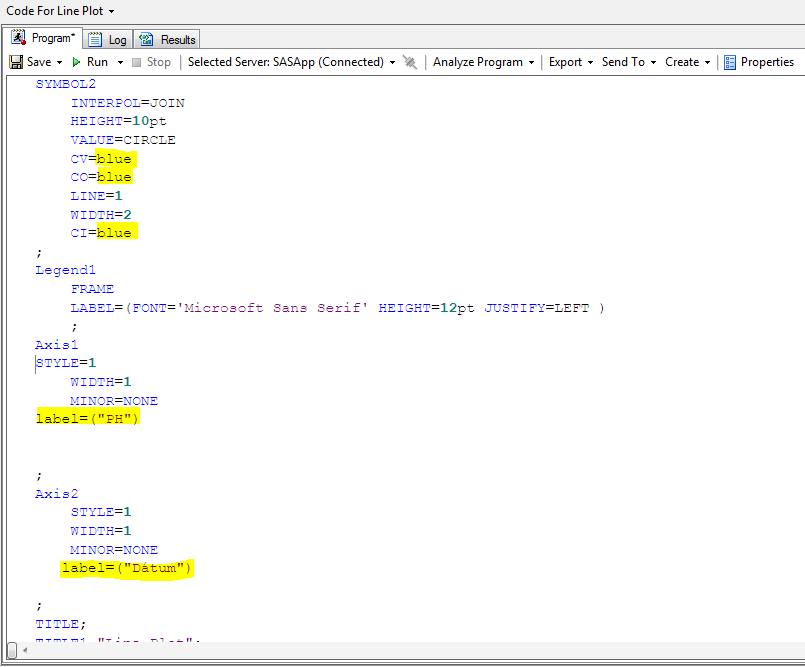 Code For Line Plot
Program* Log Results
Save Run Stop Selected Server: SASApp (Connected) Analyze Program Export Send To Create Properties
SYMBOL2
INTERPOL=JOIN
HEIGHT=10pt
VALUE=CIRCLE
CV=blue
CO=blue
LINE=1
WIDTH=2
CI=blue
;
Legend1
FRAME
LABEL=(FONT='Microsoft Sans Serif' HEIGHT=12pt JUSTIFY=LEFT )
;
Axis1
STYLE=1
WIDTH=1
MINOR=NONE
label=("PH")
;
Axis2
STYLE=1
WIDTH=1
MINOR=NONE
label=("Dátum")
;
TITLE;
TITLE1 "Line Plot";